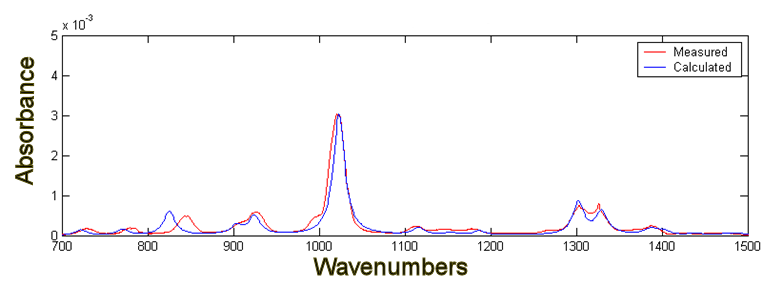 x 10-3
5
4
3
2
1
0
Absorbance
Measured
Calculated
700 800 900 1000 1100 1200 1300 1400 1500
Wavenumbers